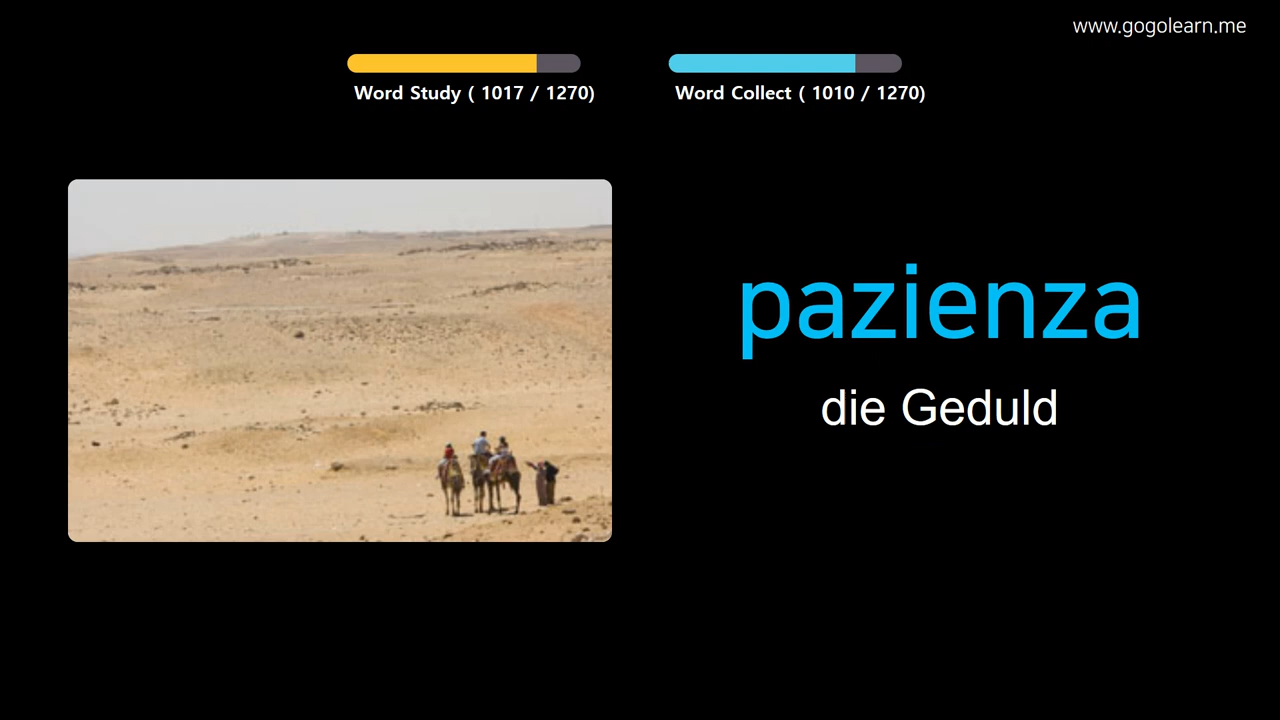 www.gogolearn.me
Word Study ( 1017 / 1270)
Word Collect ( 1010 / 1270)
pazienza
die Geduld